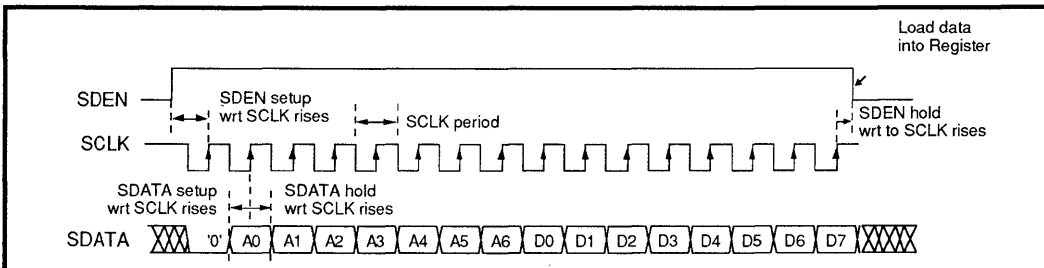 Load data
into Register
SDEN
SDEN setup
wrt SCLK rises
SCLK period
SDEN hold
wrt to SCLK rises
SCLK
SDATA setup
wrt SCLK rises
SDATA hold
wrt SCLK rises
SDATA '0' A0 A1 A2 A3 A4 A5 A6 D0 D1 D2 D3 D4 D5 D6 D7